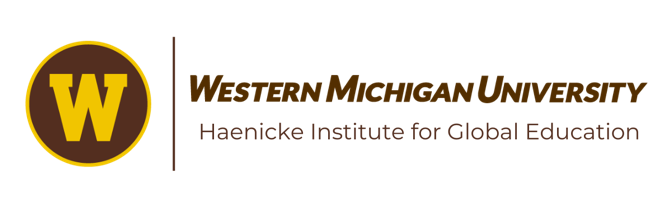 W
WESTERN MICHIGAN UNIVERSITY
Haenicke Institute for Global Education